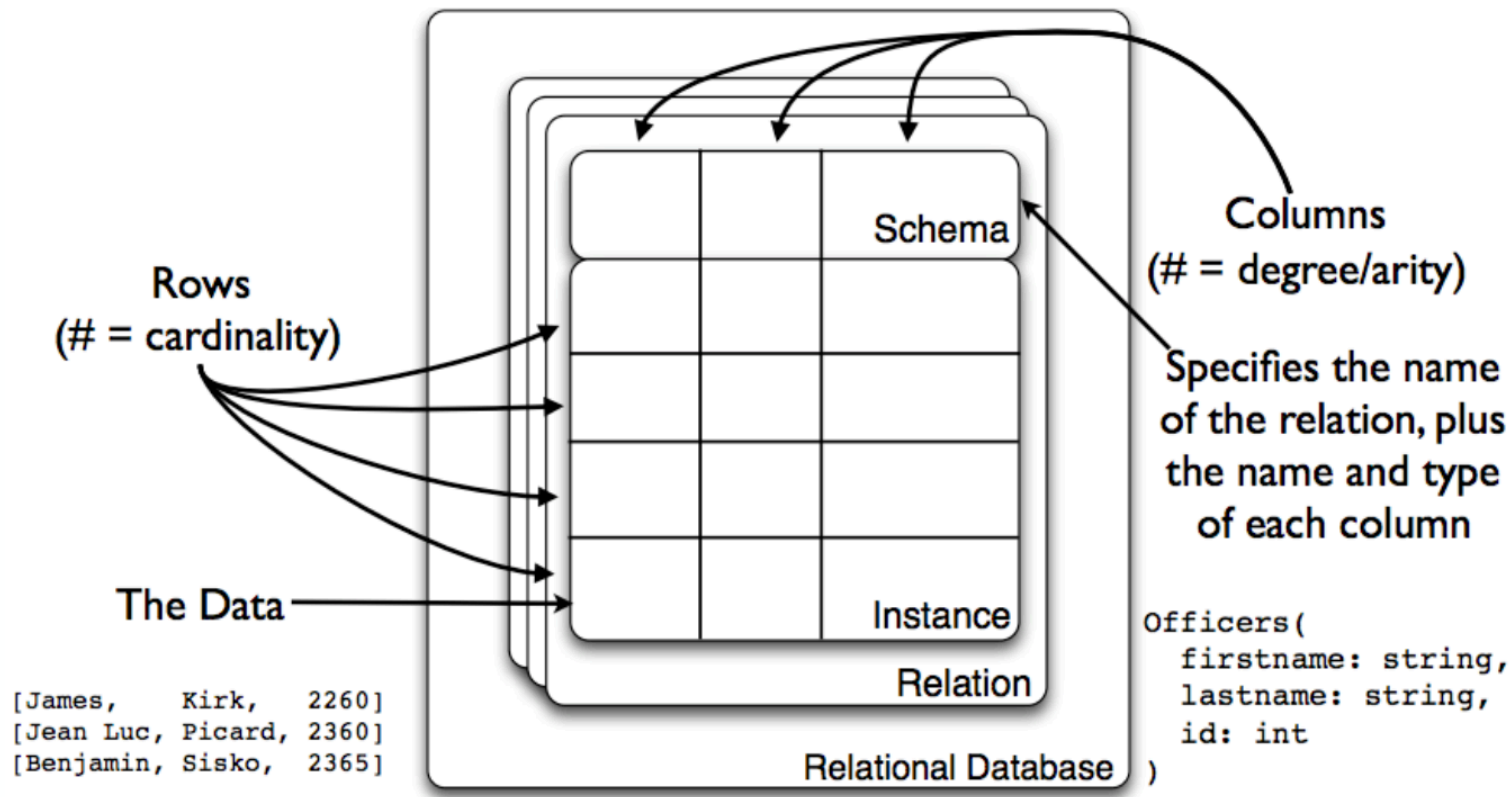 Schema
Columns
(# = degree/arity)
Rows
(# = cardinality)
Specifies the name
of the relation, plus
the name and type
of each column
The Data
Instance
Relation
Relational Database
[James,    Kirk,   2260]
[Jean Luc, Picard, 2360]
[Benjamin, Sisko,  2365]
Officers(
  firstname: string,
  lastname: string,
  id: int
)